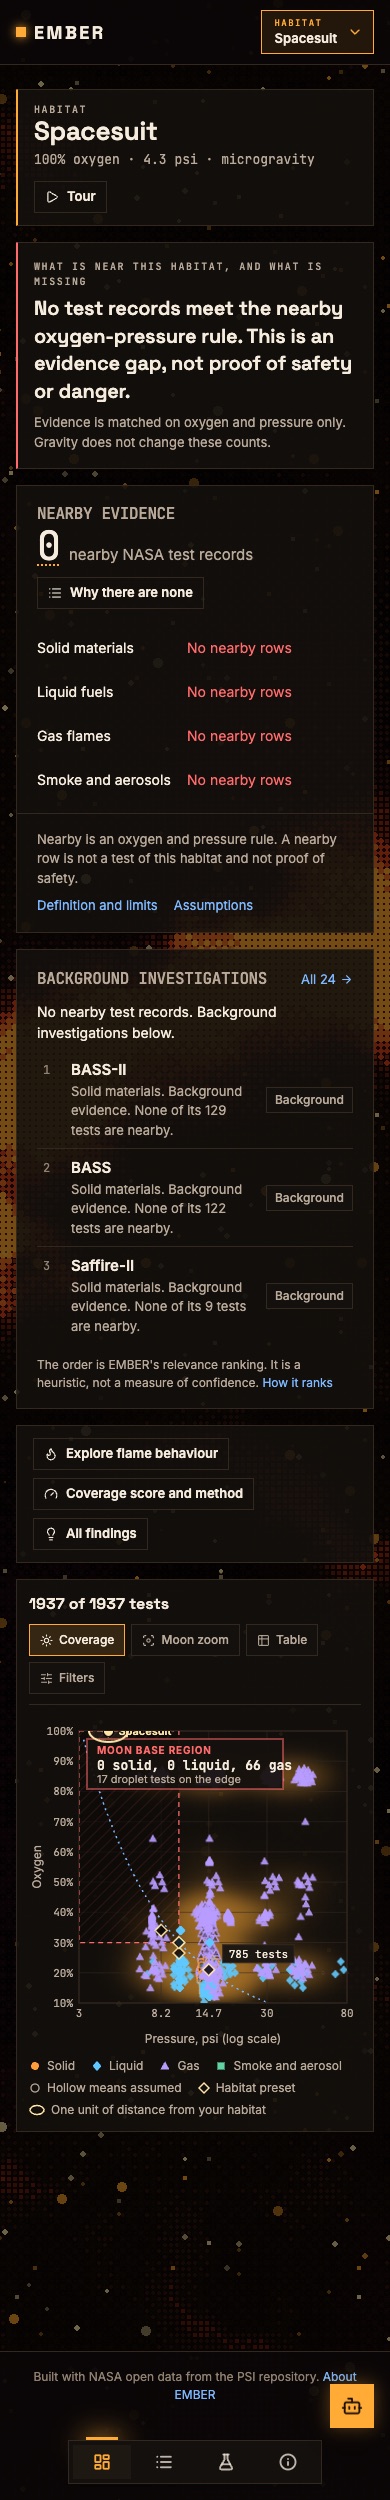 EMBER
HABITAT
Spacesuit
HABITAT
Spacesuit
100% oxygen · 4.3 psi · microgravity
Tour
WHAT IS NEAR THIS HABITAT, AND WHAT IS
MISSING
No test records meet the nearby
oxygen-pressure rule. This is an
evidence gap, not proof of safety
or danger.
Evidence is matched on oxygen and pressure only.
Gravity does not change these counts.
NEARBY EVIDENCE
0 nearby NASA test records
Why there are none
Solid materials No nearby rows
Liquid fuels No nearby rows
Gas flames No nearby rows
Smoke and aerosols No nearby rows
Nearby is an oxygen and pressure rule. A nearby
row is not a test of this habitat and not proof of
safety.
Definition and limits Assumptions
BACKGROUND INVESTIGATIONS All 24 →
No nearby test records. Background
investigations below.
1 BASS-II
Solid materials. Background
evidence. None of its 129
tests are nearby.
Background
2 BASS
Solid materials. Background
evidence. None of its 122
tests are nearby.
Background
3 Saffire-II
Solid materials. Background
evidence. None of its 9 tests
are nearby.
Background
The order is EMBER's relevance ranking. It is a
heuristic, not a measure of confidence. How it ranks
Explore flame behaviour
Coverage score and method
All findings
1937 of 1937 tests
Coverage Moon zoom Table
Filters
100%
Spacesuit
MOON BASE REGION
0 solid, 0 liquid, 66 gas
17 droplet tests on the edge
90%
80%
70%
60%
50%
40%
30%
20%
10%
Oxygen
785 tests
3 8.2 14.7 30 80
Pressure, psi (log scale)
Solid Liquid Gas Smoke and aerosol
Hollow means assumed Habitat preset
One unit of distance from your habitat
Built with NASA open data from the PSI repository. About
EMBER